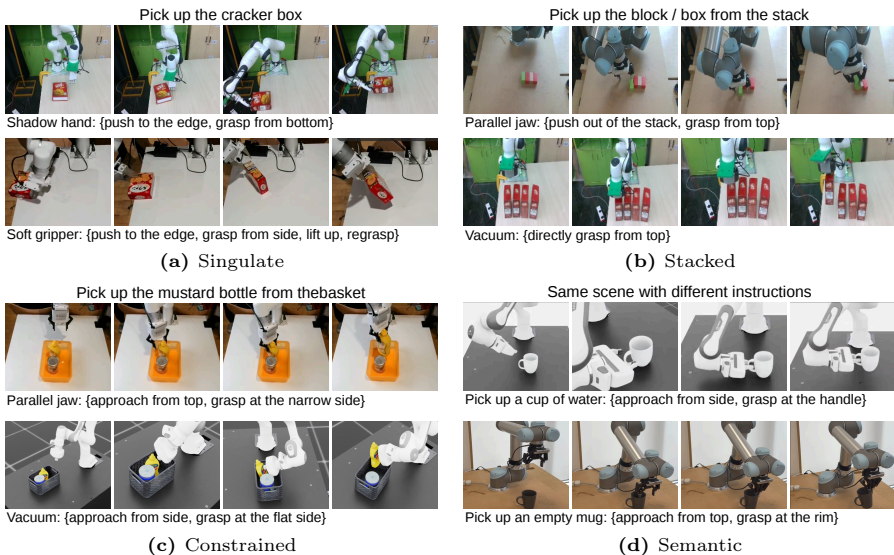 Pick up the cracker box
Shadow hand: {push to the edge, grasp from bottom}
Soft gripper: {push to the edge, grasp from side, lift up, regrasp}
(a) Singulate
Pick up the block / box from the stack
Parallel jaw: {push out of the stack, grasp from top}
Vacuum: {directly grasp from top}
(b) Stacked
Pick up the mustard bottle from thebasket
Parallel jaw: {approach from top, grasp at the narrow side}
Vacuum: {approach from side, grasp at the flat side}
(c) Constrained
Same scene with different instructions
Pick up a cup of water: {approach from side, grasp at the handle}
Pick up an empty mug: {approach from top, grasp at the rim}
(d) Semantic